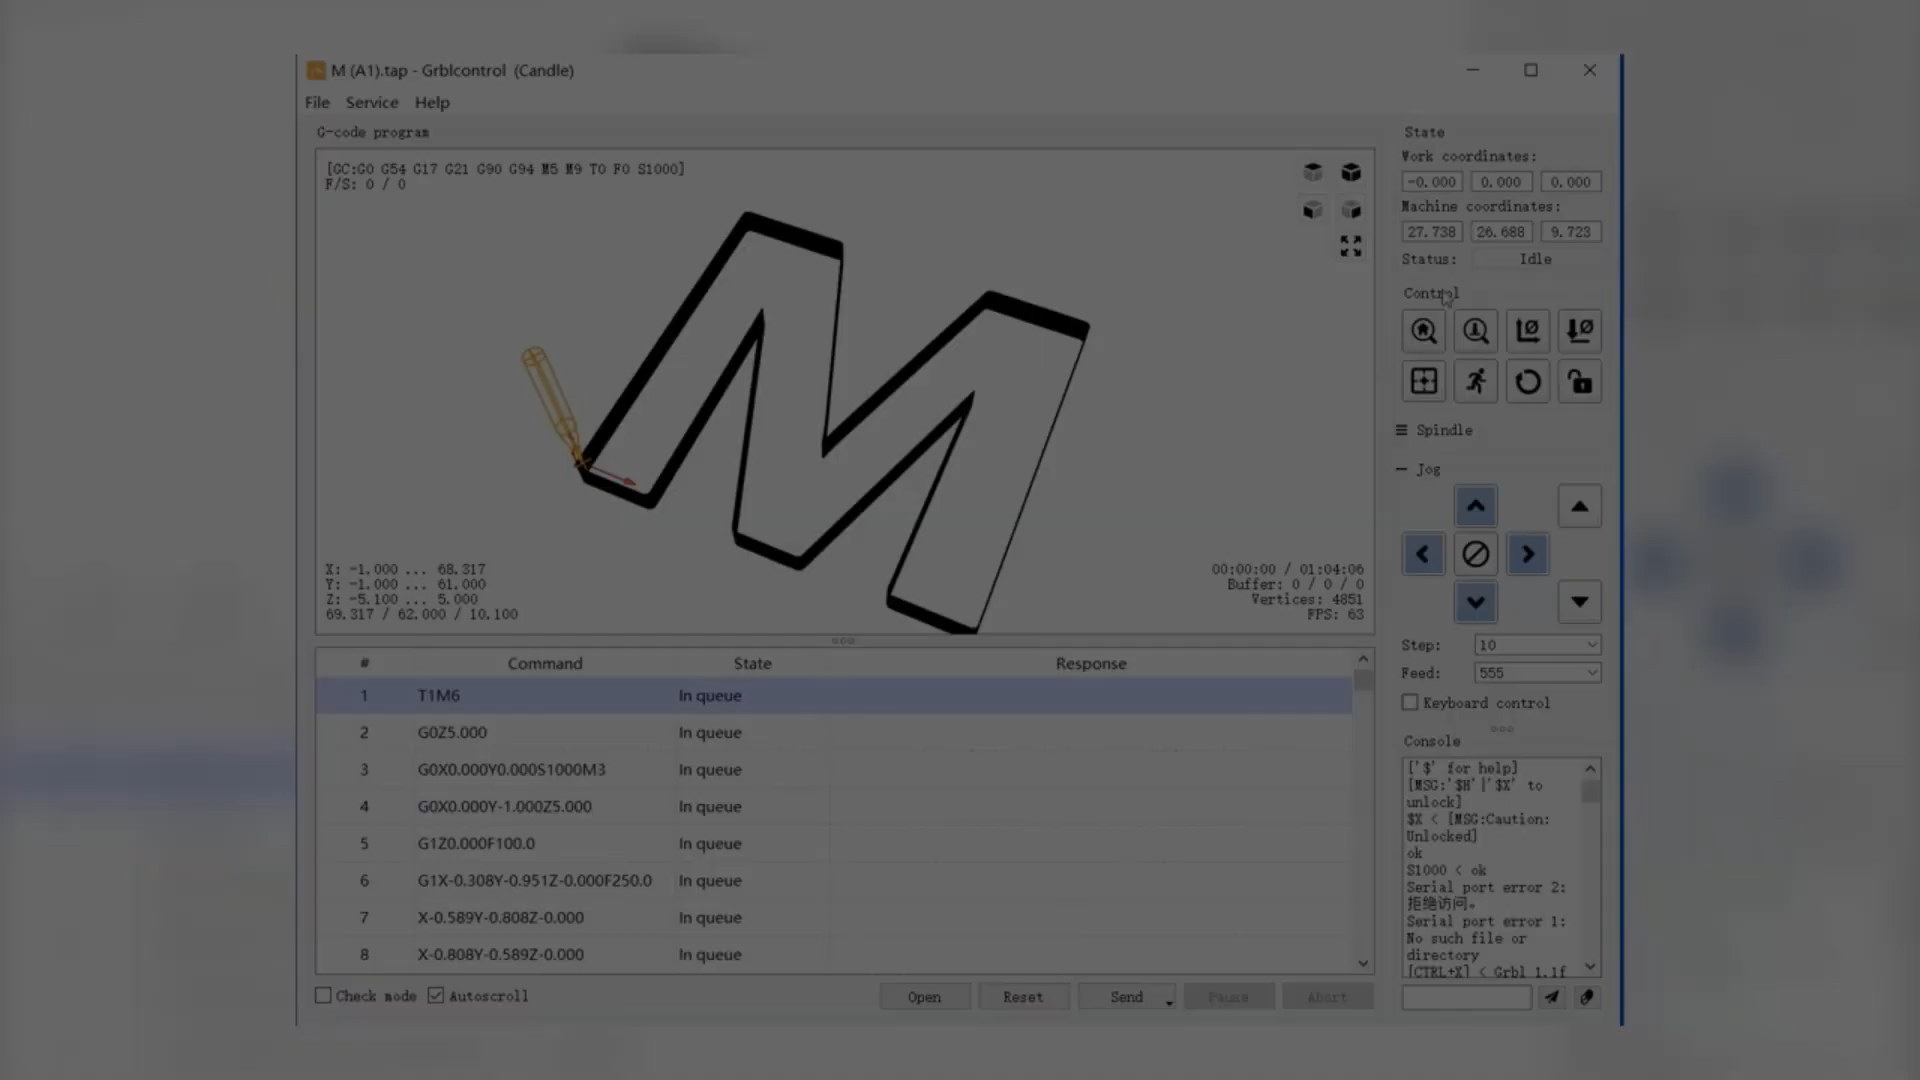 M (A1).tap - Grblcontrol (Candle)
File Service Help
G-code program
[GC:G0 G54 G17 G21 G90 G94 M5 M9 T0 F0 S1000]
F/S: 0 / 0
X: -1.000 ... 68.317
Y: -1.000 ... 61.000
Z: -5.100 ... 5.000
69.317 / 62.000 / 10.100
00:00:00 / 01:04:06
Buffer: 0 / 0 / 0
Vertices: 4851
FPS: 63
# Command State Response
1 T1M6 In queue
2 G0Z5.000 In queue
3 G0X0.000Y0.000S1000M3 In queue
4 G0X0.000Y-1.000Z5.000 In queue
5 G1Z0.000F100.0 In queue
6 G1X-0.308Y-0.951Z-0.000F250.0 In queue
7 X-0.589Y-0.808Z-0.000 In queue
8 X-0.808Y-0.589Z-0.000 In queue
Check mode Autoscroll Open Reset Send Pause Abort
State
Work coordinates:
-0.000 0.000 0.000
Machine coordinates:
27.738 26.688 9.723
Status: Idle
Control
Spindle
Jog
Step: 10
Feed: 555
Keyboard control
Console
['$' for help]
[MSG:'$H'|'$X' to
unlock]
$X < [MSG:Caution:
Unlocked]
ok
S1000 < ok
Serial port error 2:
拒绝访问。
Serial port error 1:
No such file or
directory
[CTRL+X] < Grbl 1.1f